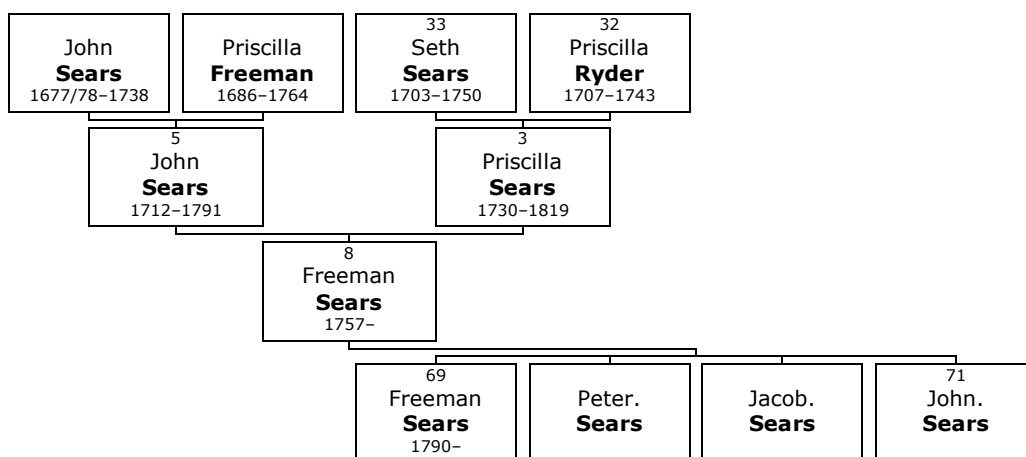 John
Sears
1677/78–1738
Priscilla
Freeman
1686–1764
33
Seth
Sears
1703–1750
32
Priscilla
Ryder
1707–1743
5
John
Sears
1712–1791
3
Priscilla
Sears
1730–1819
8
Freeman
Sears
1757–
69
Freeman
Sears
1790–
Peter.
Sears
Jacob.
Sears
71
John.
Sears